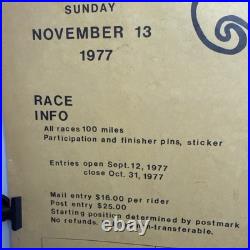 SUNDAY
NOVEMBER 13
1977
RACE
INFO
All races 100 miles
Participation and finisher pins, sticker
Entries open Sept.12, 1977
close Oct.31, 1977
Mail entry $16.00 per rider
Post entry $25.00
Starting position determined by postmark
No refunds. non-transferable.